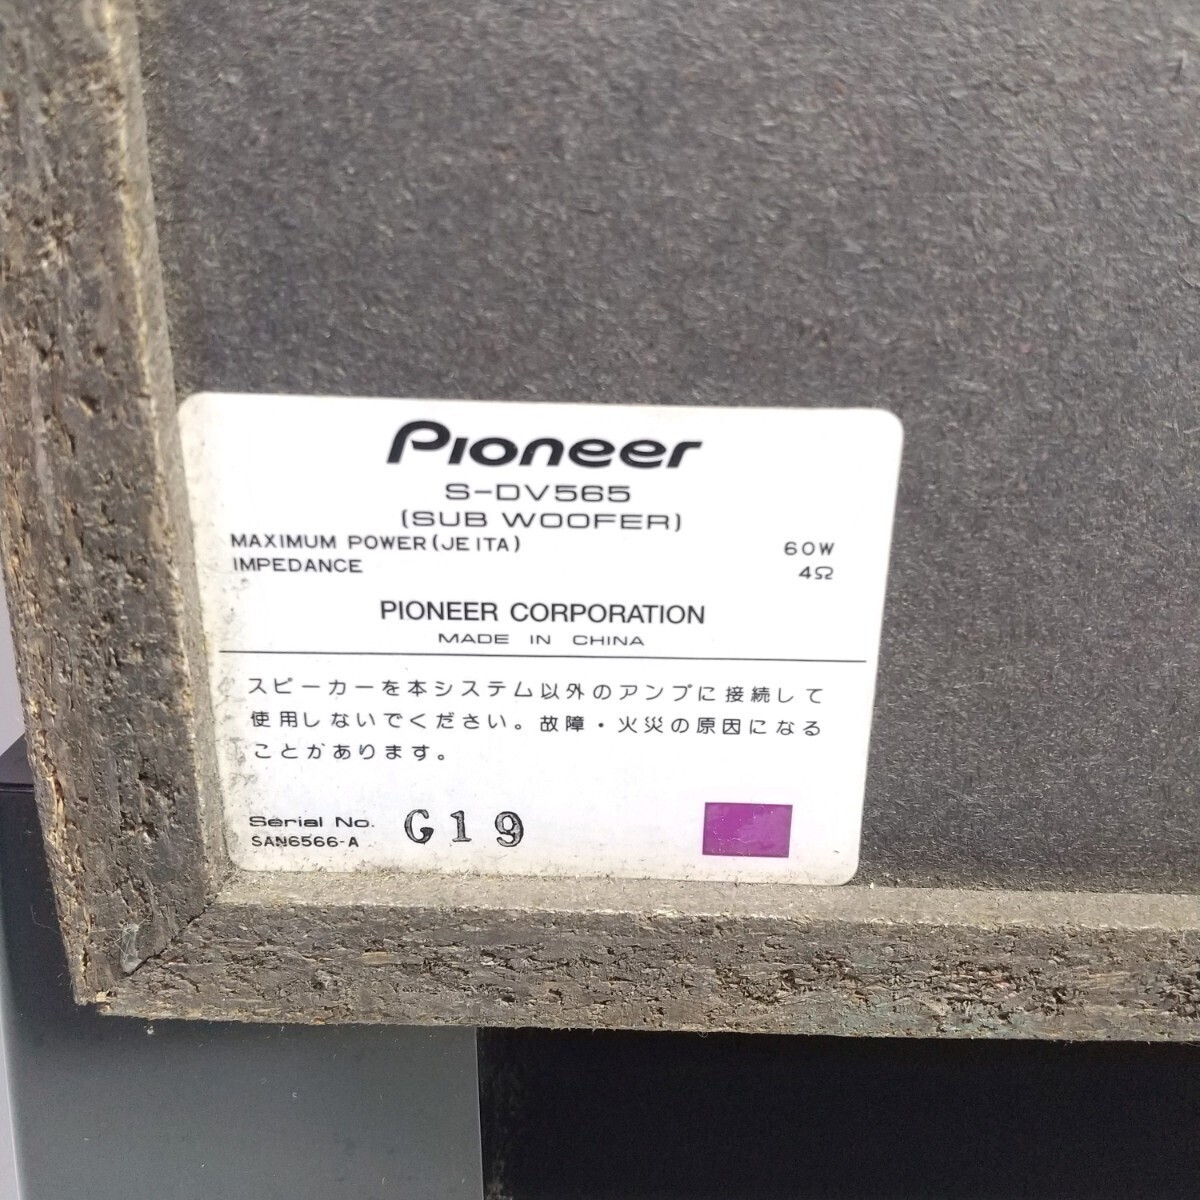 Pioneer
S-DV565
(SUB WOOFER)
MAXIMUM POWER(JEITA) 60W
IMPEDANCE 4Ω
PIONEER CORPORATION
MADE IN CHINA
スピーカーを本システム以外のアンプに接続して
使用しないでください。故障・火災の原因になる
ことがあります。
Serial No. G19
SAN6566-A